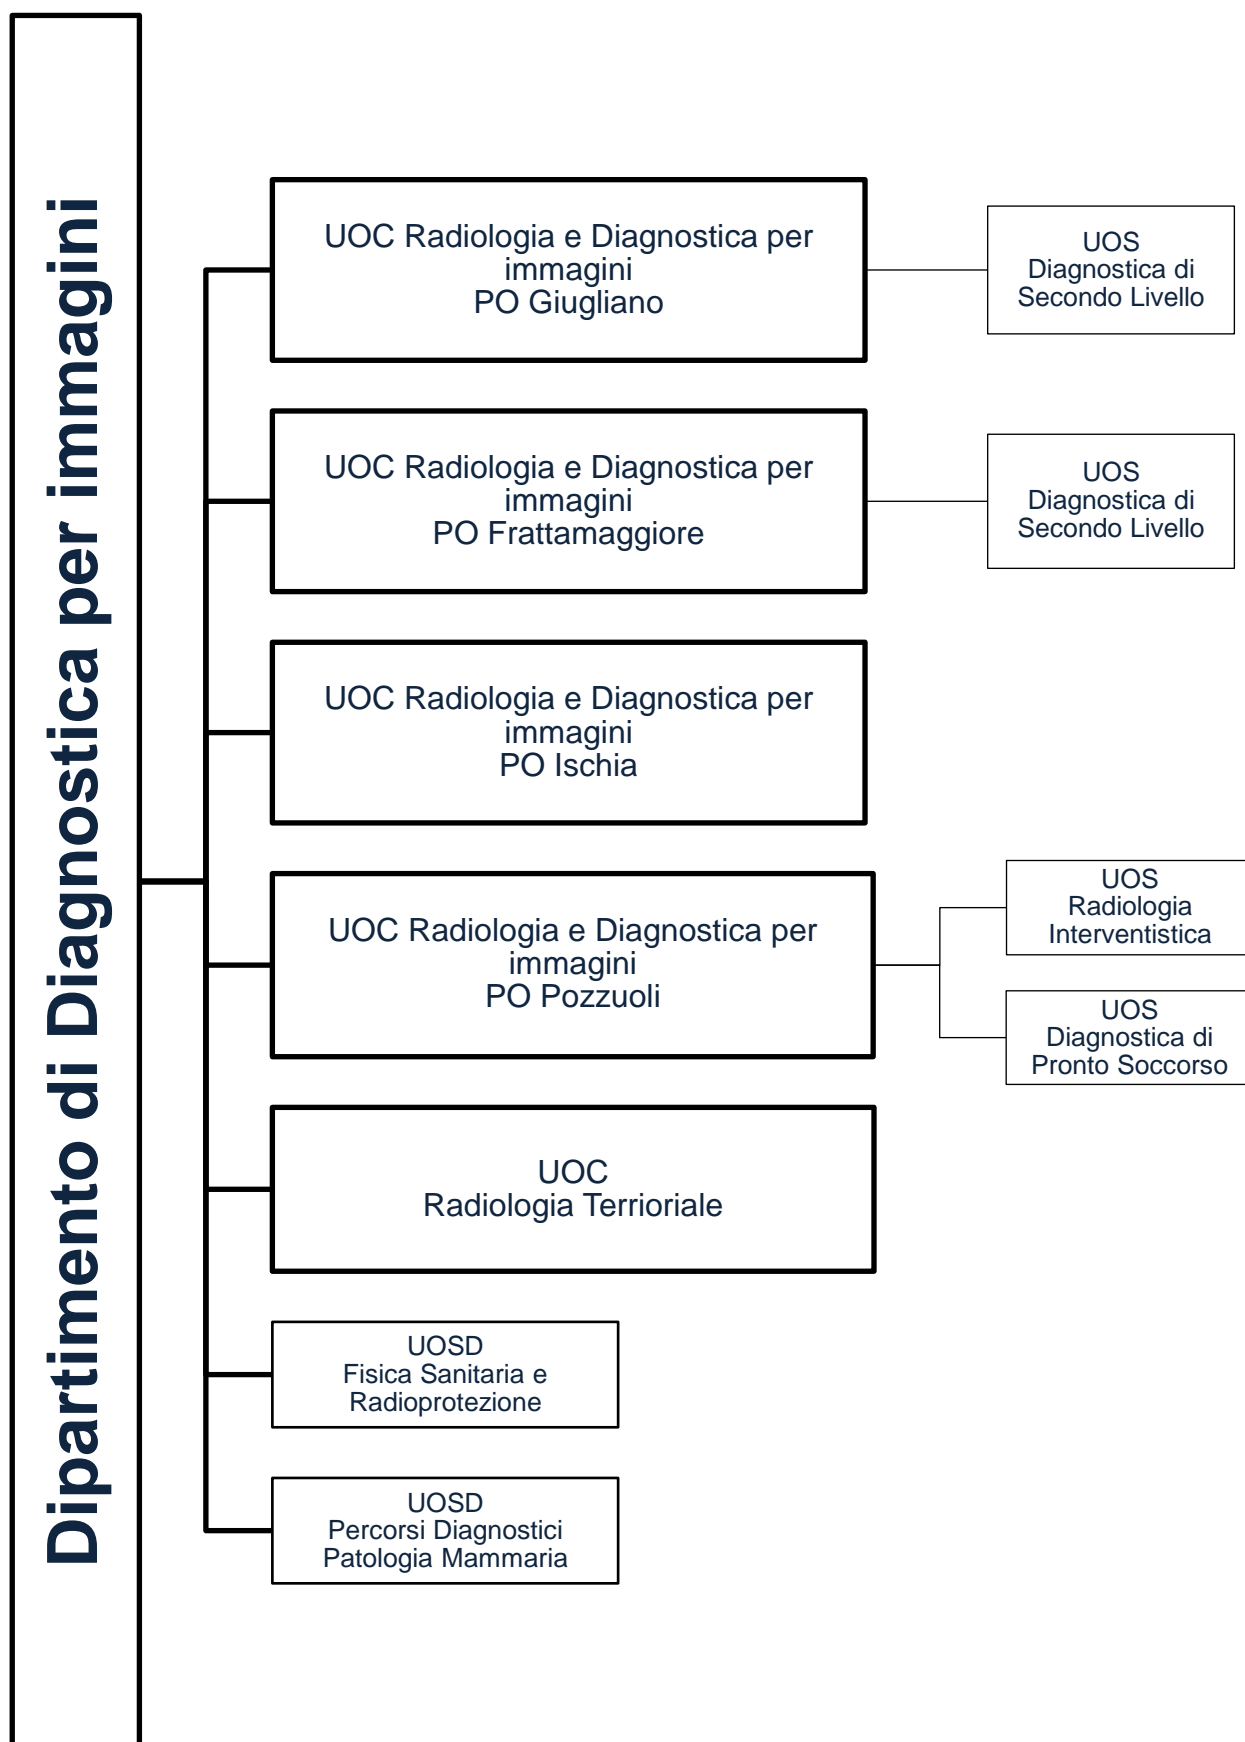 Dipartimento di Diagnostica per immagini
UOC Radiologia e Diagnostica per
immagini
PO Giugliano
UOS
Diagnostica di
Secondo Livello
UOC Radiologia e Diagnostica per
immagini
PO Frattamaggiore
UOS
Diagnostica di
Secondo Livello
UOC Radiologia e Diagnostica per
immagini
PO Ischia
UOC Radiologia e Diagnostica per
immagini
PO Pozzuoli
UOS
Radiologia
Interventistica
UOS
Diagnostica di
Pronto Soccorso
UOC
Radiologia Terrioriale
UOSD
Fisica Sanitaria e
Radioprotezione
UOSD
Percorsi Diagnostici
Patologia Mammaria